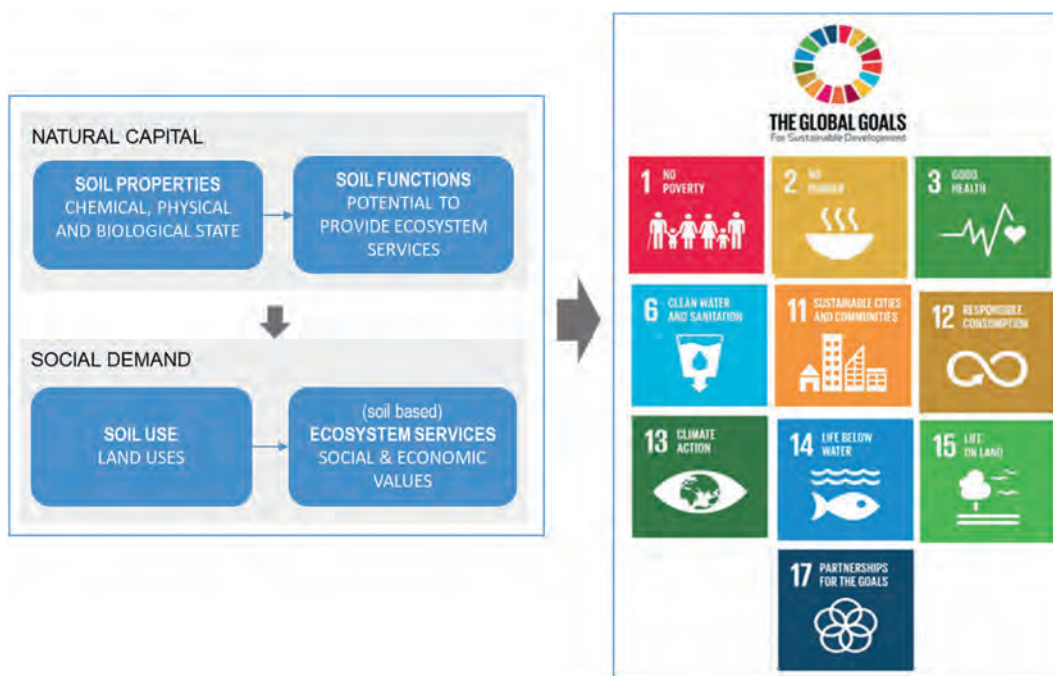 NATURAL CAPITAL
SOIL PROPERTIES
CHEMICAL, PHYSICAL
AND BIOLOGICAL STATE
SOIL FUNCTIONS
POTENTIAL TO
PROVIDE ECOSYSTEM
SERVICES
SOCIAL DEMAND
SOIL USE
LAND USES
(soil based)
ECOSYSTEM SERVICES
SOCIAL & ECONOMIC
VALUES
THE GLOBAL GOALS
For Sustainable Development
1 NO
POVERTY
2 NO
HUNGER
3 GOOD
HEALTH
6 CLEAN WATER
AND SANITATION
11 SUSTAINABLE CITIES
AND COMMUNITIES
12 RESPONSIBLE
CONSUMPTION
13 CLIMATE
ACTION
14 LIFE BELOW
WATER
15 LIFE
ON LAND
17 PARTNERSHIPS
FOR THE GOALS